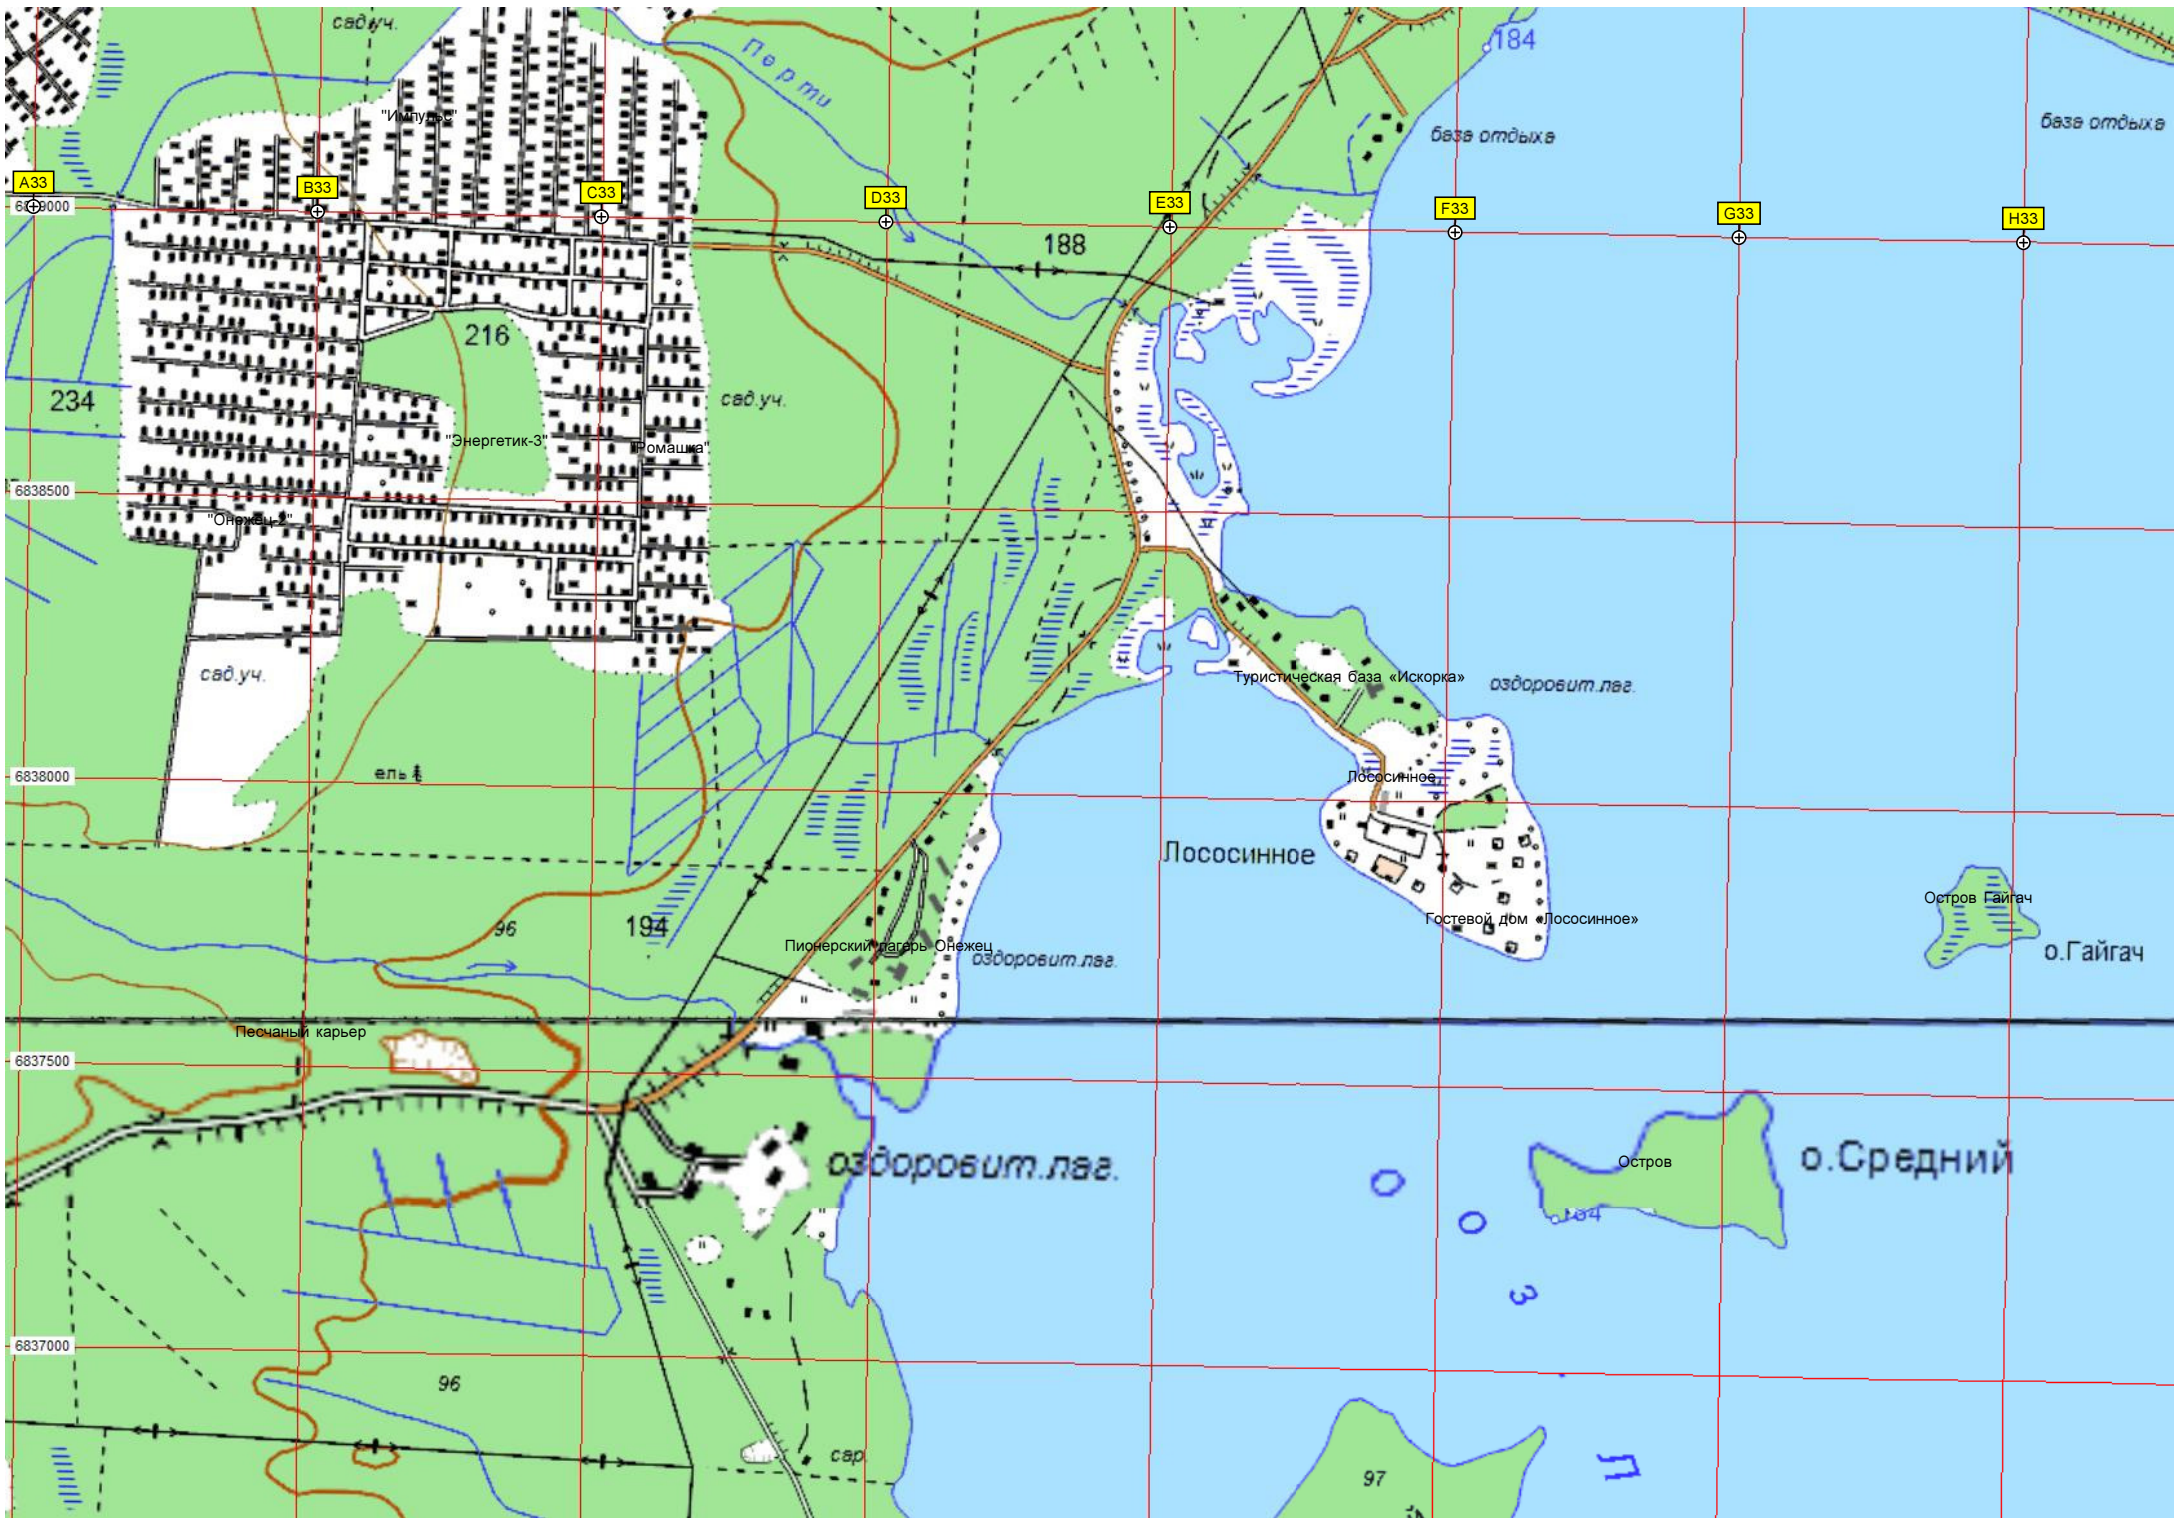 сад.уч.
Перти
184
"Импульс"
база отдыха
база отдыха
A33
B33
C33
D33
E33
F33
G33
H33
188
216
234
сад.уч.
"Энергетик-3"
"Ромашка"
6838500
"Онежец-2"
сад.уч.
Туристическая база «Искорка»
оздоровит.лаг.
6838000
ель
Лососинное
Лососинное
Остров Гайгач
96
194
Гостевой дом «Лососинное»
Пионерский лагерь Онежец
оздоровит.лаг.
о.Гайгач
Песчаный карьер
6837500
оздоровит.лаг.
Остров
о.Средний
О
О
З
6837000
96
сар.
97
Л